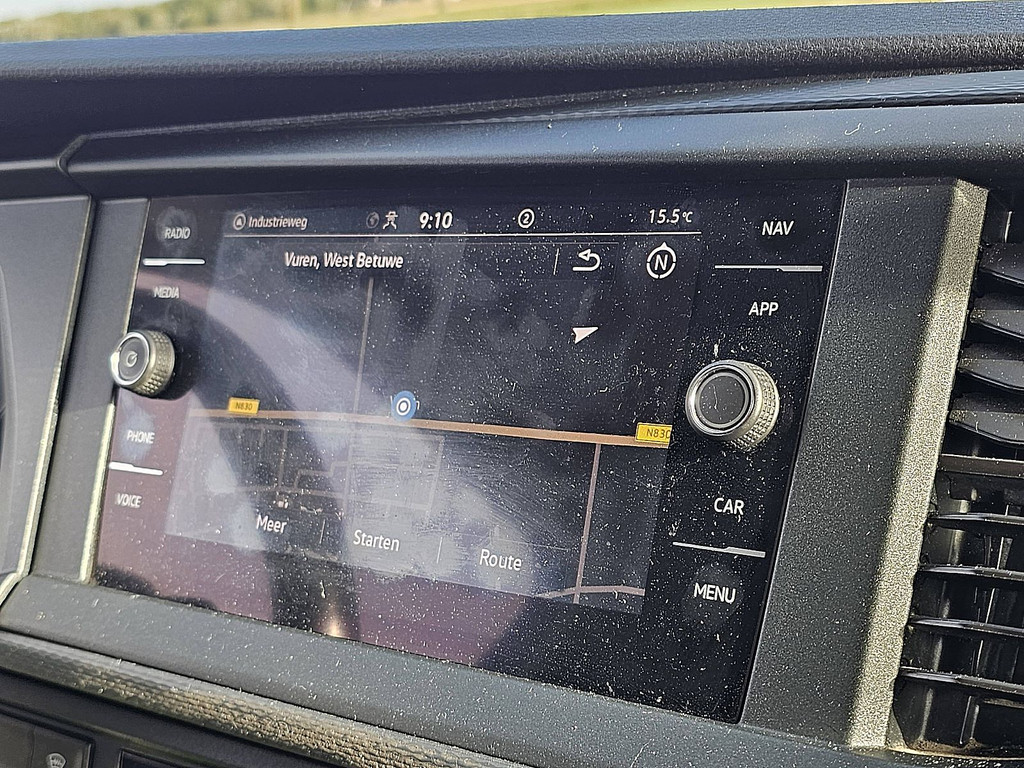 RADIO
Industrieweg 9:10 2 15.5°C
NAV
MEDIA
Vuren, West Betuwe
N
APP
N830
N830
PHONE
VOICE
CAR
Meer Starten Route
MENU